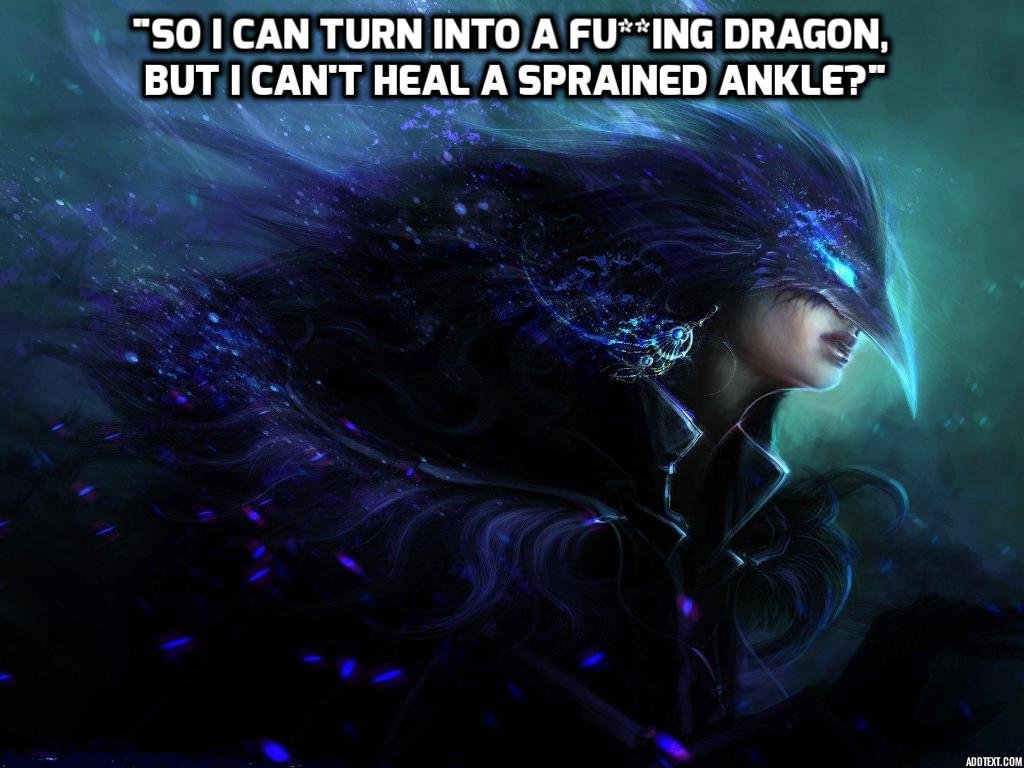 "SO I CAN TURN INTO A FU**ING DRAGON,
BUT I CAN'T HEAL A SPRAINED ANKLE?"
ADDTEXT.COM